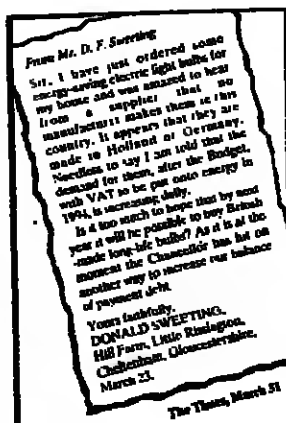 From Mr. D. F. Sweeting
Sir, I have just ordered some
energy-saving electric light bulbs for
my house and was amazed to hear
from a supplier that no
manufacturer makes them in this
country. It appears that they are
made in Holland or Germany.
Needless to say I am told that the
demand for them, after the Budget,
with VAT to be put onto energy in
1994, is increasing daily.
Is it too much to hope that by next
year it will be possible to buy British
-made long-life bulbs? As it is at the
moment the Chancellor has hit on
another way to increase our balance
of payment debt.
Yours faithfully,
DONALD SWEETING,
Hill Farm, Little Rissington,
Cheltenham, Gloucestershire,
March 23.
The Times, March 31